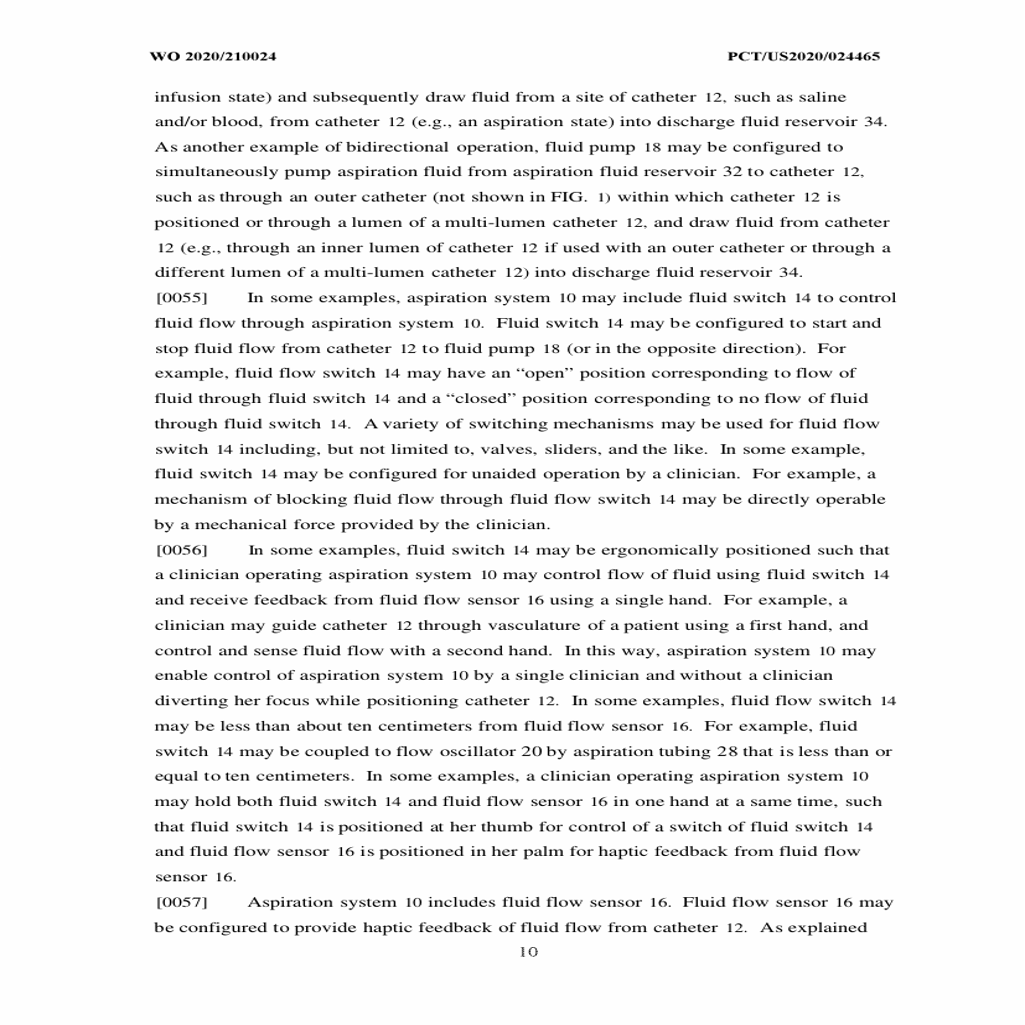 WO 2020/210024 PCT/US2020/024465
infusion state) and subsequently draw fluid from a site of catheter 12, such as saline
and/or blood, from catheter 12 (e.g., an aspiration state) into discharge fluid reservoir 34.
As another example of bidirectional operation, fluid pump 18 may be configured to
simultaneously pump aspiration fluid from aspiration fluid reservoir 32 to catheter 12,
such as through an outer catheter (not shown in FIG. 1) within which catheter 12 is
positioned or through a lumen of a multi-lumen catheter 12, and draw fluid from catheter
12 (e.g., through an inner lumen of catheter 12 if used with an outer catheter or through a
different lumen of a multi-lumen catheter 12) into discharge fluid reservoir 34.
[0055] In some examples, aspiration system 10 may include fluid switch 14 to control
fluid flow through aspiration system 10. Fluid switch 14 may be configured to start and
stop fluid flow from catheter 12 to fluid pump 18 (or in the opposite direction). For
example, fluid flow switch 14 may have an “open” position corresponding to flow of
fluid through fluid switch 14 and a “closed” position corresponding to no flow of fluid
through fluid switch 14. A variety of switching mechanisms may be used for fluid flow
switch 14 including, but not limited to, valves, sliders, and the like. In some example,
fluid switch 14 may be configured for unaided operation by a clinician. For example, a
mechanism of blocking fluid flow through fluid flow switch 14 may be directly operable
by a mechanical force provided by the clinician.
[0056] In some examples, fluid switch 14 may be ergonomically positioned such that
a clinician operating aspiration system 10 may control flow of fluid using fluid switch 14
and receive feedback from fluid flow sensor 16 using a single hand. For example, a
clinician may guide catheter 12 through vasculature of a patient using a first hand, and
control and sense fluid flow with a second hand. In this way, aspiration system 10 may
enable control of aspiration system 10 by a single clinician and without a clinician
diverting her focus while positioning catheter 12. In some examples, fluid flow switch 14
may be less than about ten centimeters from fluid flow sensor 16. For example, fluid
switch 14 may be coupled to flow oscillator 20 by aspiration tubing 28 that is less than or
equal to ten centimeters. In some examples, a clinician operating aspiration system 10
may hold both fluid switch 14 and fluid flow sensor 16 in one hand at a same time, such
that fluid switch 14 is positioned at her thumb for control of a switch of fluid switch 14
and fluid flow sensor 16 is positioned in her palm for haptic feedback from fluid flow
sensor 16.
[0057] Aspiration system 10 includes fluid flow sensor 16. Fluid flow sensor 16 may
be configured to provide haptic feedback of fluid flow from catheter 12. As explained
10